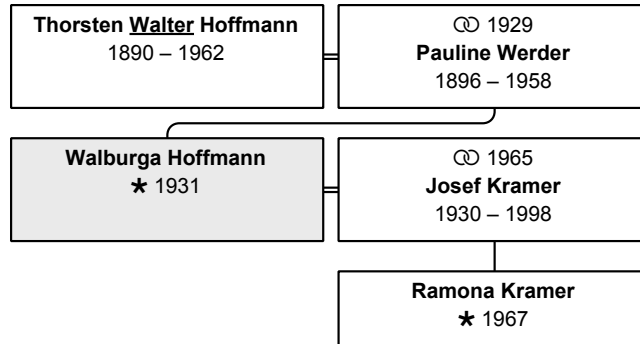 Thorsten Walter Hoffmann
1890 – 1962
⚭ 1929
Pauline Werder
1896 – 1958
Walburga Hoffmann
★ 1931
⚭ 1965
Josef Kramer
1930 – 1998
Ramona Kramer
★ 1967